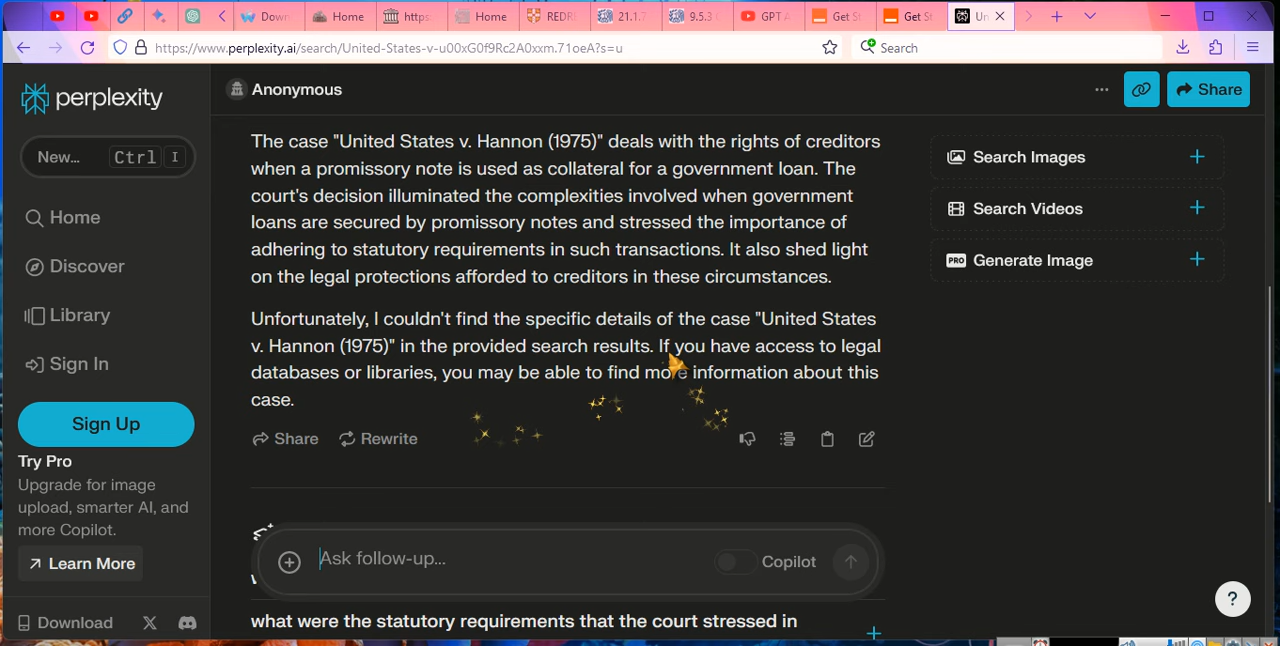 Down
Home
https
Home
REDR
21.1.7
9.5.3
GPT
Get St
Get St
Un
https://www.perplexity.ai/search/United-States-v-u00xG0f9Rc2A0xxm.71oeA?s=u
Search
perplexity
Anonymous
Share
New... Ctrl I
Home
Discover
Library
Sign In
Sign Up
Try Pro
Upgrade for image
upload, smarter AI, and
more Copilot.
Learn More
Download
The case "United States v. Hannon (1975)" deals with the rights of creditors
when a promissory note is used as collateral for a government loan. The
court's decision illuminated the complexities involved when government
loans are secured by promissory notes and stressed the importance of
adhering to statutory requirements in such transactions. It also shed light
on the legal protections afforded to creditors in these circumstances.
Unfortunately, I couldn't find the specific details of the case "United States
v. Hannon (1975)" in the provided search results. If you have access to legal
databases or libraries, you may be able to find more information about this
case.
Share Rewrite
Ask follow-up...
Copilot
what were the statutory requirements that the court stressed in
Search Images
Search Videos
PRO Generate Image
?